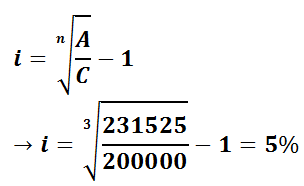 i = ⁿ√(A/C) − 1
→ i = ³√(231525/200000) − 1 = 5%